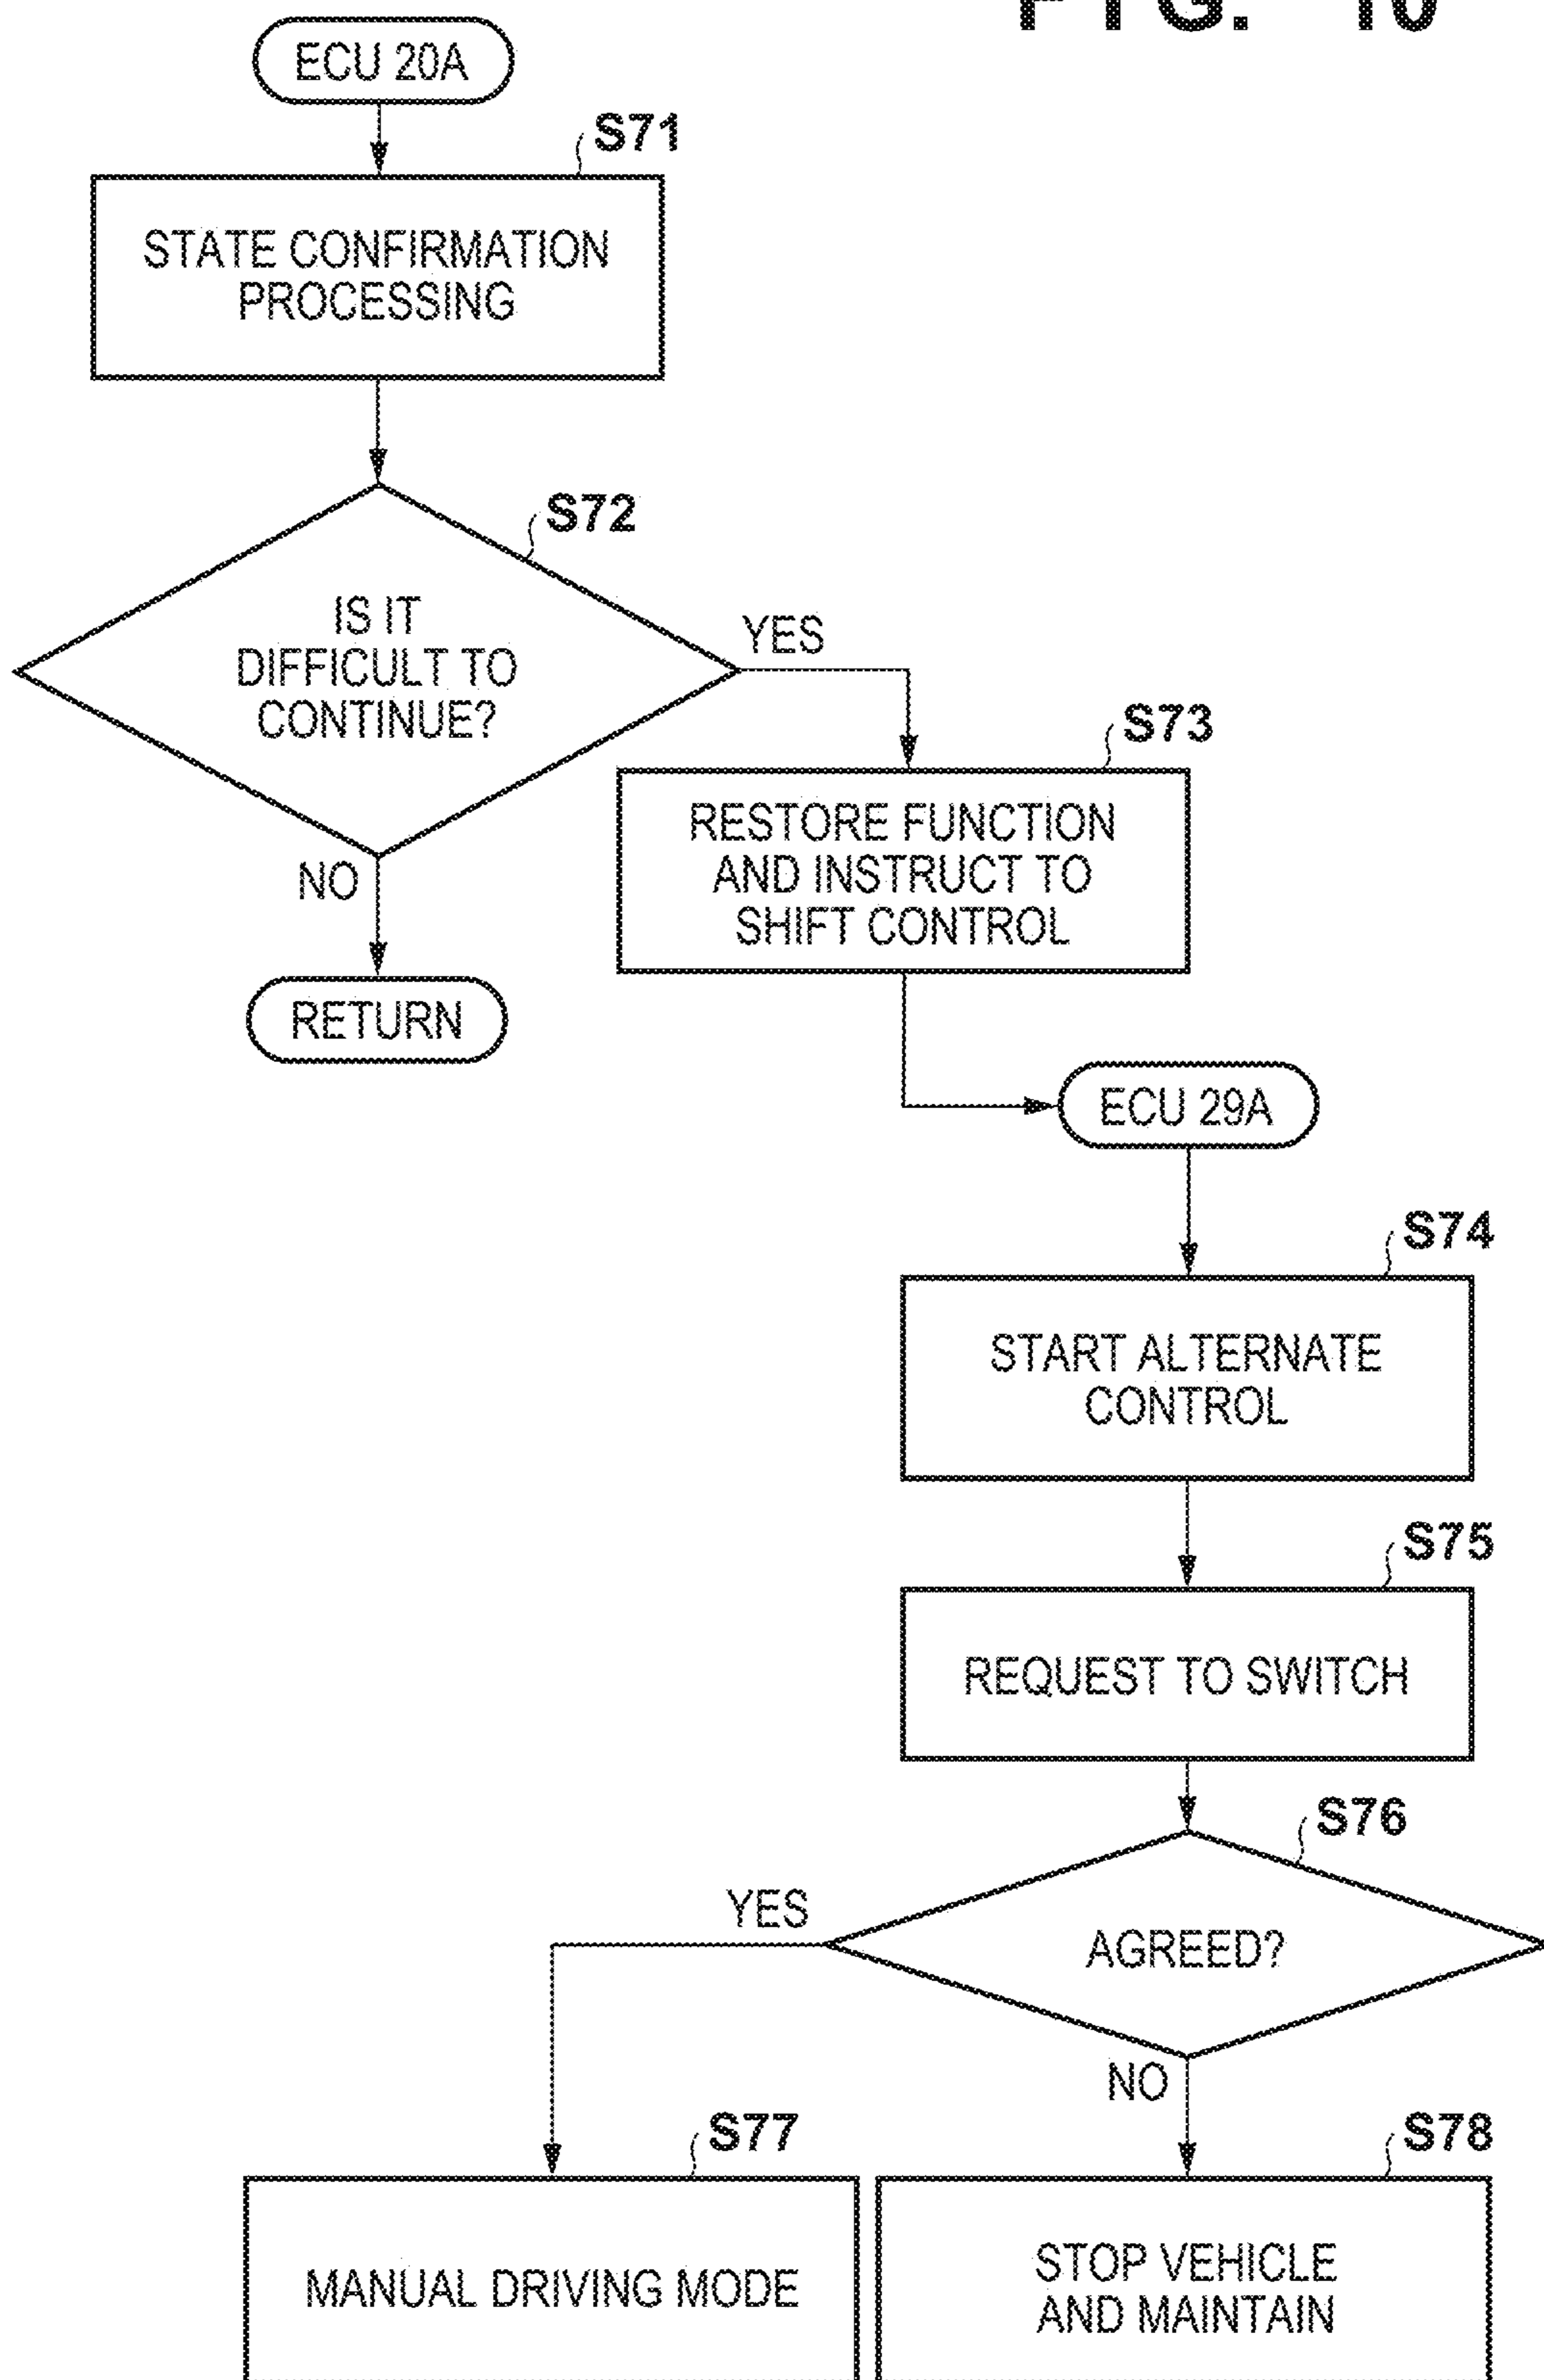 FIG. 10
ECU 20A
S71
STATE CONFIRMATION
PROCESSING
S72
IS IT
DIFFICULT TO
CONTINUE?
YES
NO
RETURN
S73
RESTORE FUNCTION
AND INSTRUCT TO
SHIFT CONTROL
ECU 29A
S74
START ALTERNATE
CONTROL
S75
REQUEST TO SWITCH
S76
AGREED?
YES
NO
S77
MANUAL DRIVING MODE
S78
STOP VEHICLE
AND MAINTAIN